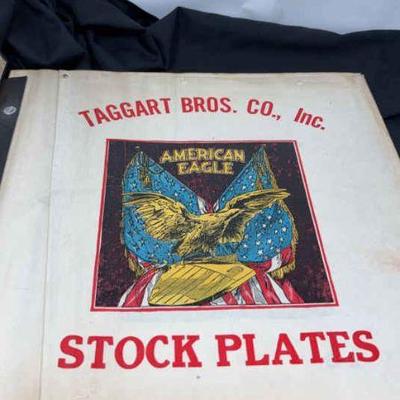 TAGGART BROS. CO., Inc.
AMERICAN
EAGLE
STOCK PLATES